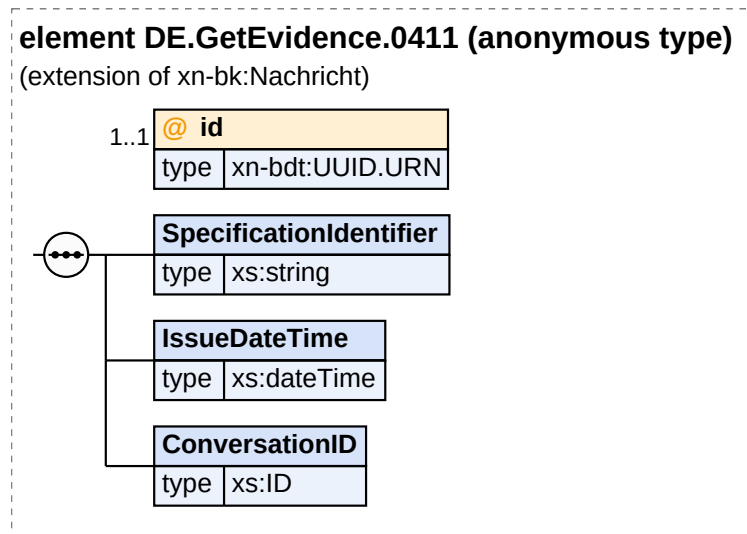 element DE.GetEvidence.0411 (anonymous type)
(extension of xn-bk:Nachricht)
1..1 @ id
type xn-bdt:UUID.URN
SpecificationIdentifier
type xs:string
IssueDateTime
type xs:dateTime
ConversationID
type xs:ID